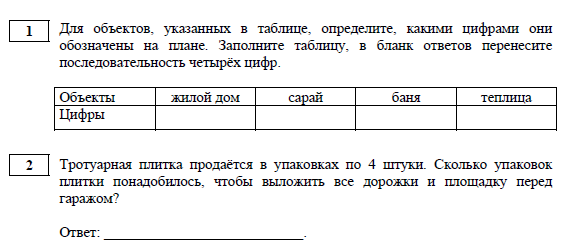 1
Для объектов, указанных в таблице, определите, какими цифрами они
обозначены на плане. Заполните таблицу, в бланк ответов перенесите
последовательность четырёх цифр.
Объекты жилой дом сарай баня теплица
Цифры
2
Тротуарная плитка продаётся в упаковках по 4 штуки. Сколько упаковок
плитки понадобилось, чтобы выложить все дорожки и площадку перед
гаражом?
Ответ: ___________________________.